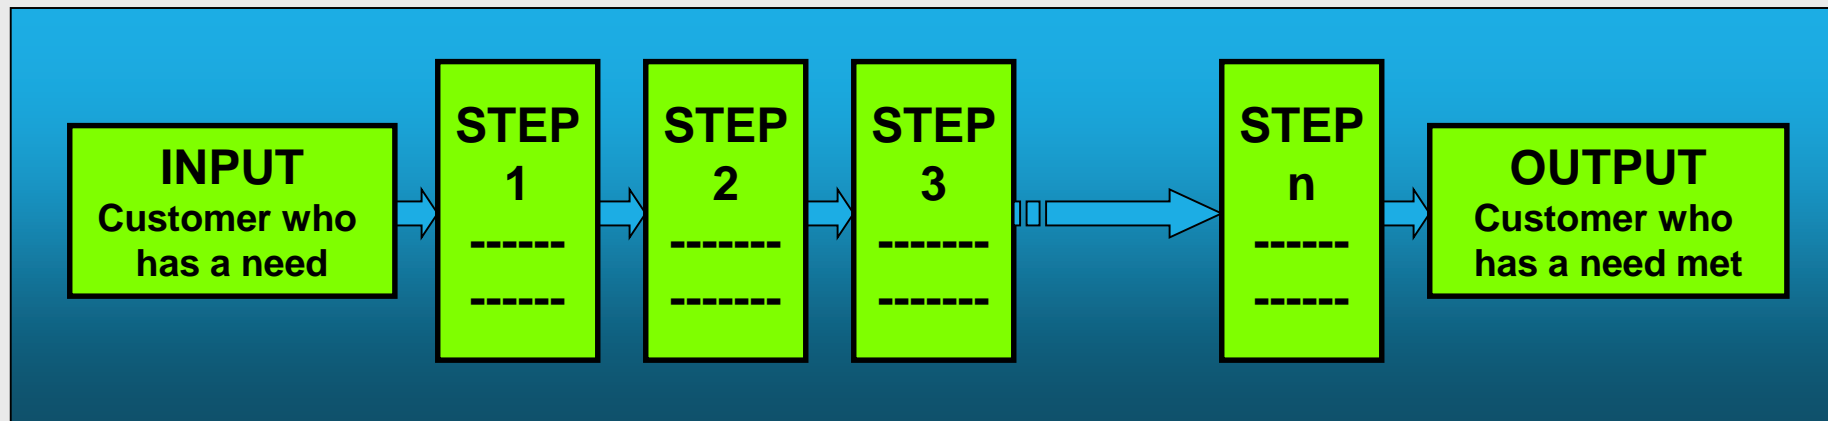 INPUT
Customer who
has a need
STEP
1
------
------
STEP
2
-------
-------
STEP
3
-------
-------
STEP
n
------
------
OUTPUT
Customer who
has a need met